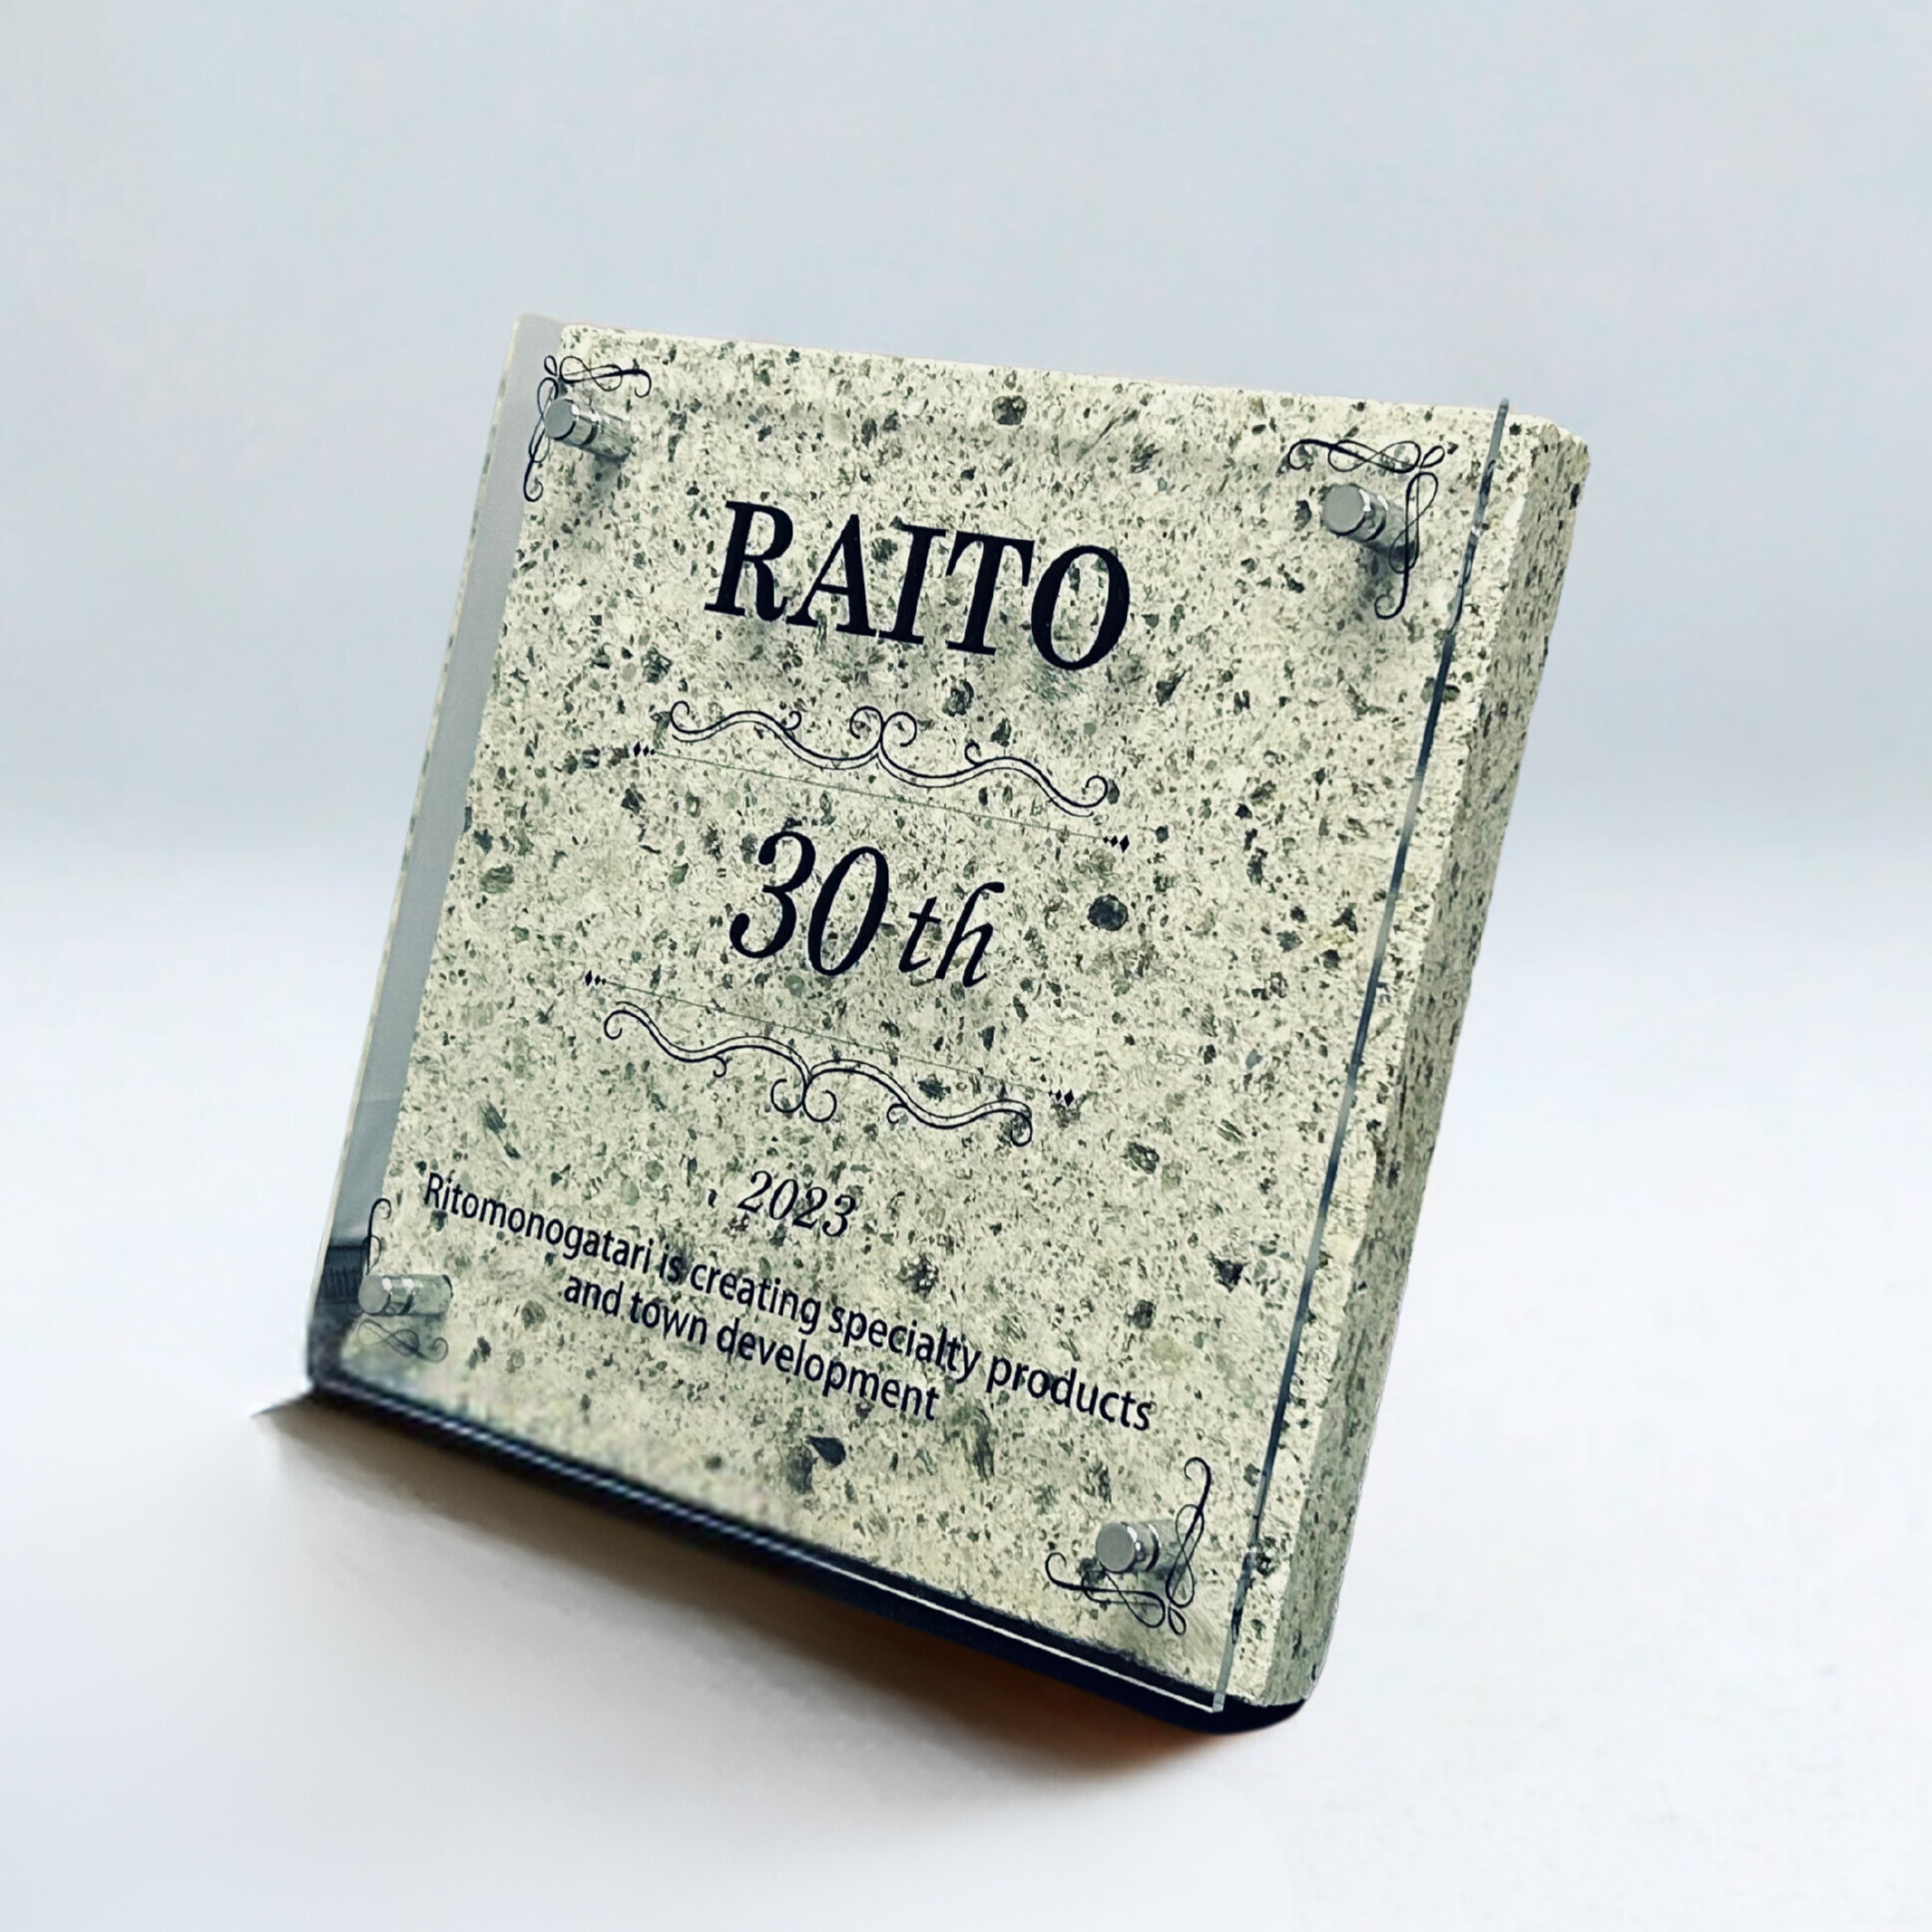 RAITO
30th
2023
Ritomonogatari is creating specialty products
and town development